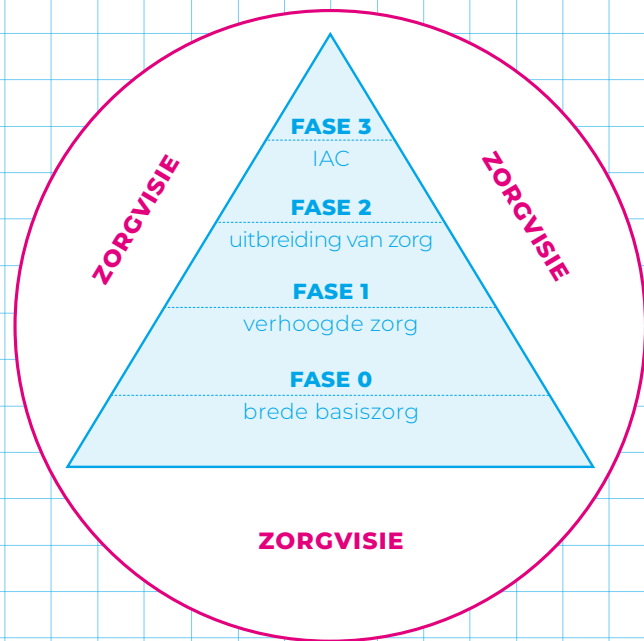 FASE 3
IAC
ZORGVISIE
ZORGVISIE
FASE 2
uitbreiding van zorg
FASE 1
verhoogde zorg
FASE 0
brede basiszorg
ZORGVISIE